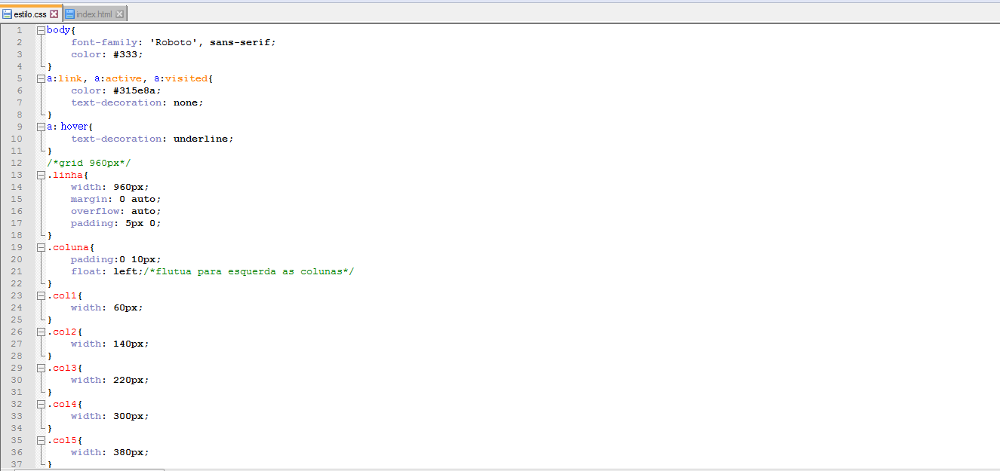 estilo.css index.html
1 body{
2 font-family: 'Roboto', sans-serif;
3 color: #333;
4 }
5 a:link, a:active, a:visited{
6 color: #315e8a;
7 text-decoration: none;
8 }
9 a: hover{
10 text-decoration: underline;
11 }
12 /*grid 960px*/
13 .linha{
14 width: 960px;
15 margin: 0 auto;
16 overflow: auto;
17 padding: 5px 0;
18 }
19 .coluna{
20 padding:0 10px;
21 float: left;/*flutua para esquerda as colunas*/
22 }
23 .col1{
24 width: 60px;
25 }
26 .col2{
27 width: 140px;
28 }
29 .col3{
30 width: 220px;
31 }
32 .col4{
33 width: 300px;
34 }
35 .col5{
36 width: 380px;
37 }